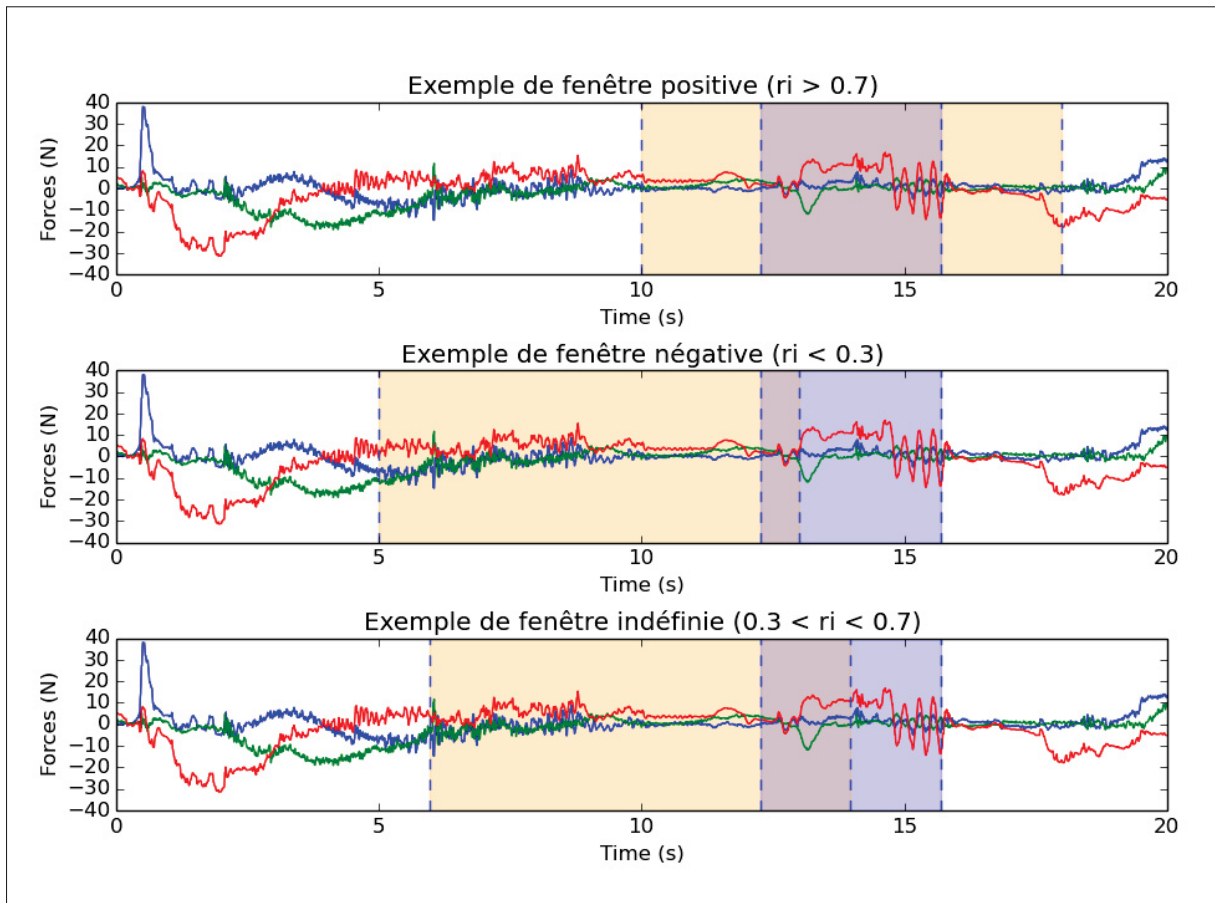 Exemple de fenêtre positive (ri > 0.7)
40
30
20
10
0
−10
−20
−30
−40
Forces (N)
0 5 10 15 20
Time (s)
Exemple de fenêtre négative (ri < 0.3)
40
30
20
10
0
−10
−20
−30
−40
Forces (N)
0 5 10 15 20
Time (s)
Exemple de fenêtre indéfinie (0.3 < ri < 0.7)
40
30
20
10
0
−10
−20
−30
−40
Forces (N)
0 5 10 15 20
Time (s)